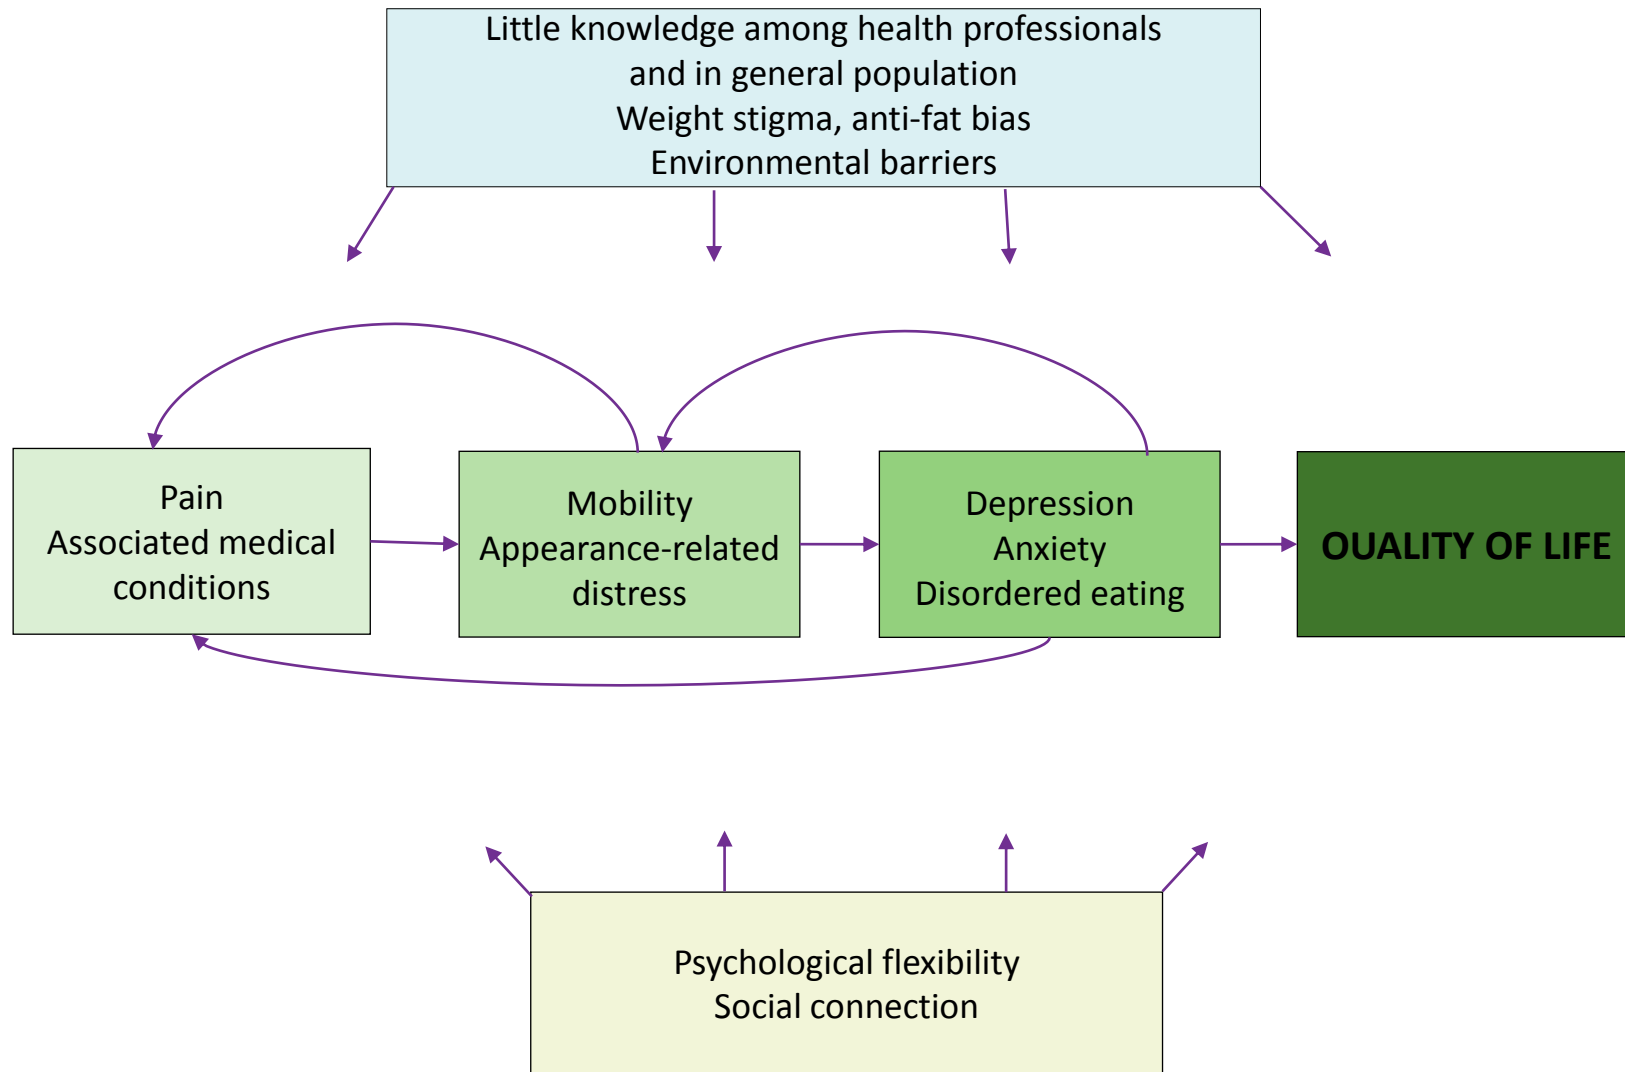 Little knowledge among health professionals
and in general population
Weight stigma, anti-fat bias
Environmental barriers
Pain
Associated medical
conditions
Mobility
Appearance-related
distress
Depression
Anxiety
Disordered eating
OUALITY OF LIFE
Psychological flexibility
Social connection